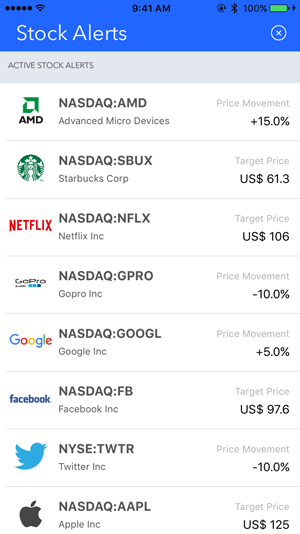 9:41 AM
100%
Stock Alerts
ACTIVE STOCK ALERTS
AMD
NASDAQ:AMD
Advanced Micro Devices
Price Movement
+15.0%
NASDAQ:SBUX
Starbucks Corp
Target Price
US$ 61.3
NETFLIX
NASDAQ:NFLX
Netflix Inc
Target Price
US$ 106
GoPro
NASDAQ:GPRO
Gopro Inc
Price Movement
-10.0%
Google
NASDAQ:GOOGL
Google Inc
Price Movement
+5.0%
facebook.
NASDAQ:FB
Facebook Inc
Target Price
US$ 97.6
NYSE:TWTR
Twitter Inc
Price Movement
-10.0%
NASDAQ:AAPL
Apple Inc
Target Price
US$ 125